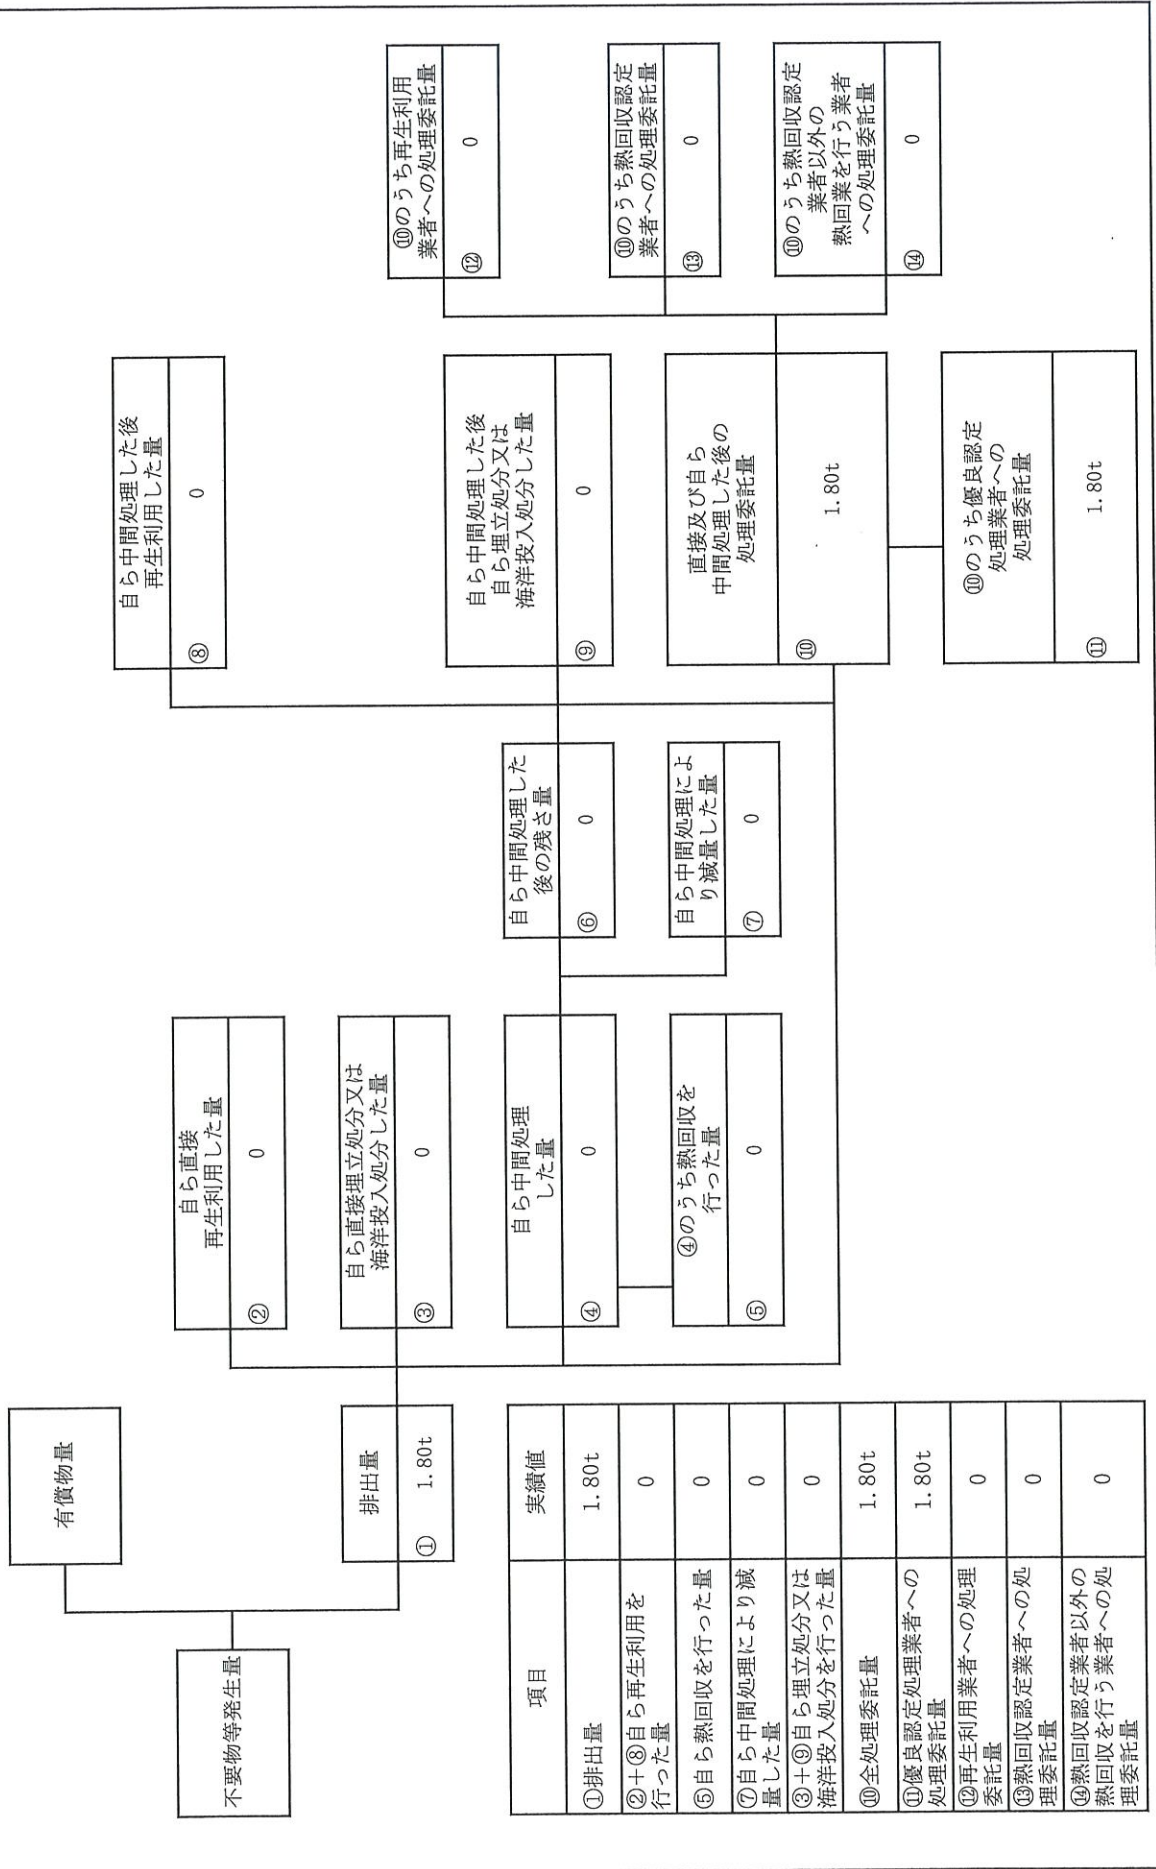 有償物量
不要物等発生量
排出量
① 1.80t
自ら直接
再生利用した量
② 0
自ら直接埋立処分又は
海洋投入処分した量
③ 0
自ら中間処理
した量
④ 0
④のうち熱回収を
行った量
⑤ 0
自ら中間処理した
後の残さ量
⑥ 0
自ら中間処理によ
り減量した量
⑦ 0
自ら中間処理した後
再生利用した量
⑧ 0
自ら中間処理した後
自ら埋立処分又は
海洋投入処分した量
⑨ 0
直接及び自ら
中間処理した後の
処理委託量
⑩ 1.80t
⑩のうち優良認定
処理業者への
処理委託量
⑪ 1.80t
⑩のうち再生利用
業者への処理委託量
⑫ 0
⑩のうち熱回収認定
業者への処理委託量
⑬ 0
⑩のうち熱回収認定
業者以外の
熱回業を行う業者
への処理委託量
⑭ 0
項目 実績値
①排出量 1.80t
②+⑧自ら再生利用を
行った量 0
⑤自ら熱回収を行った量 0
⑦自ら中間処理により減
量した量 0
③+⑨自ら埋立処分又は
海洋投入処分を行った量 0
⑩全処理委託量 1.80t
⑪優良認定処理業者への
処理委託量 1.80t
⑫再生利用業者への処理
委託量 0
⑬熱回収認定業者への処
理委託量 0
⑭熱回収認定業者以外の
熱回収を行う業者への処
理委託量 0